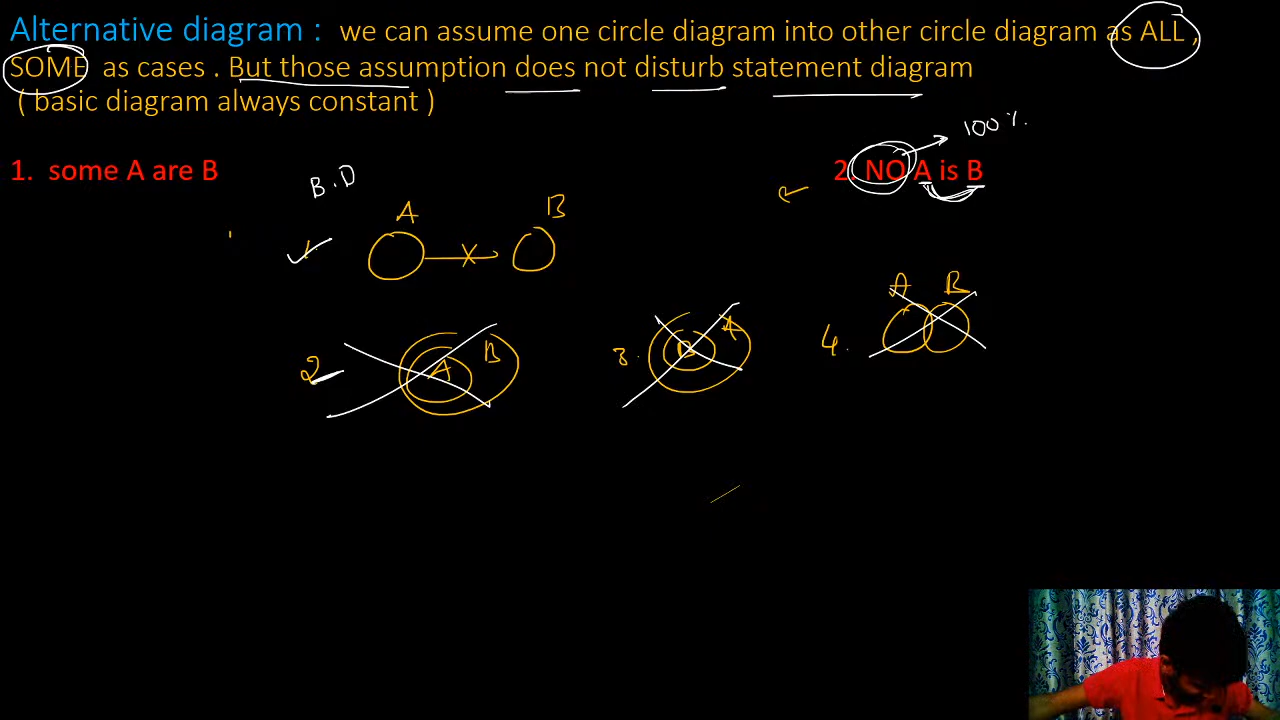 Alternative diagram : we can assume one circle diagram into other circle diagram as ALL ,
SOME as cases . But those assumption does not disturb statement diagram
( basic diagram always constant )
100 %.
1. some A are B
2. NO A is B
B.D
A B
A B
2
B A
3.
A B
4.